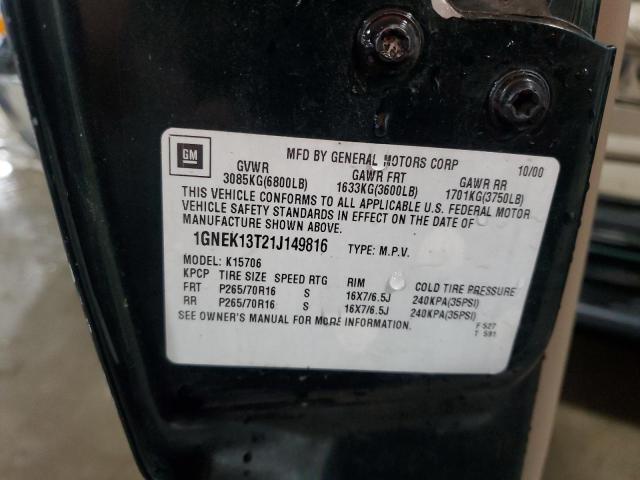 GM
MFD BY GENERAL MOTORS CORP 10/00
GVWR GAWR FRT GAWR RR
3085KG(6800LB) 1633KG(3600LB) 1701KG(3750LB)
THIS VEHICLE CONFORMS TO ALL APPLICABLE U.S. FEDERAL MOTOR
VEHICLE SAFETY STANDARDS IN EFFECT ON THE DATE OF
MANUFACTURE SHOWN ABOVE.
1GNEK13T21J149816 TYPE: M.P.V.
MODEL: K15706
KPCP TIRE SIZE SPEED RTG RIM COLD TIRE PRESSURE
FRT P265/70R16 S 16X7/6.5J 240KPA(35PSI)
RR P265/70R16 S 16X7/6.5J 240KPA(35PSI)
SEE OWNER'S MANUAL FOR MORE INFORMATION. F 527
T 591